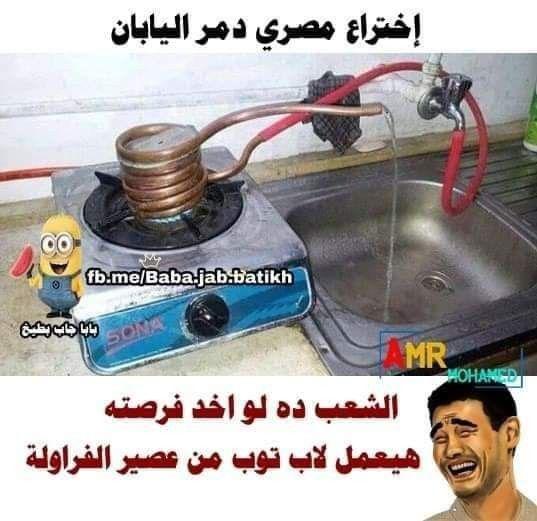 إختراع مصري دمر اليابان
fb.me/Baba.jab.batikh
بابا جاب بطيخ
SONA
AMR
MOHAMED
الشعب ده لو اخد فرصته
هيعمل لاب توب من عصير الفراولة